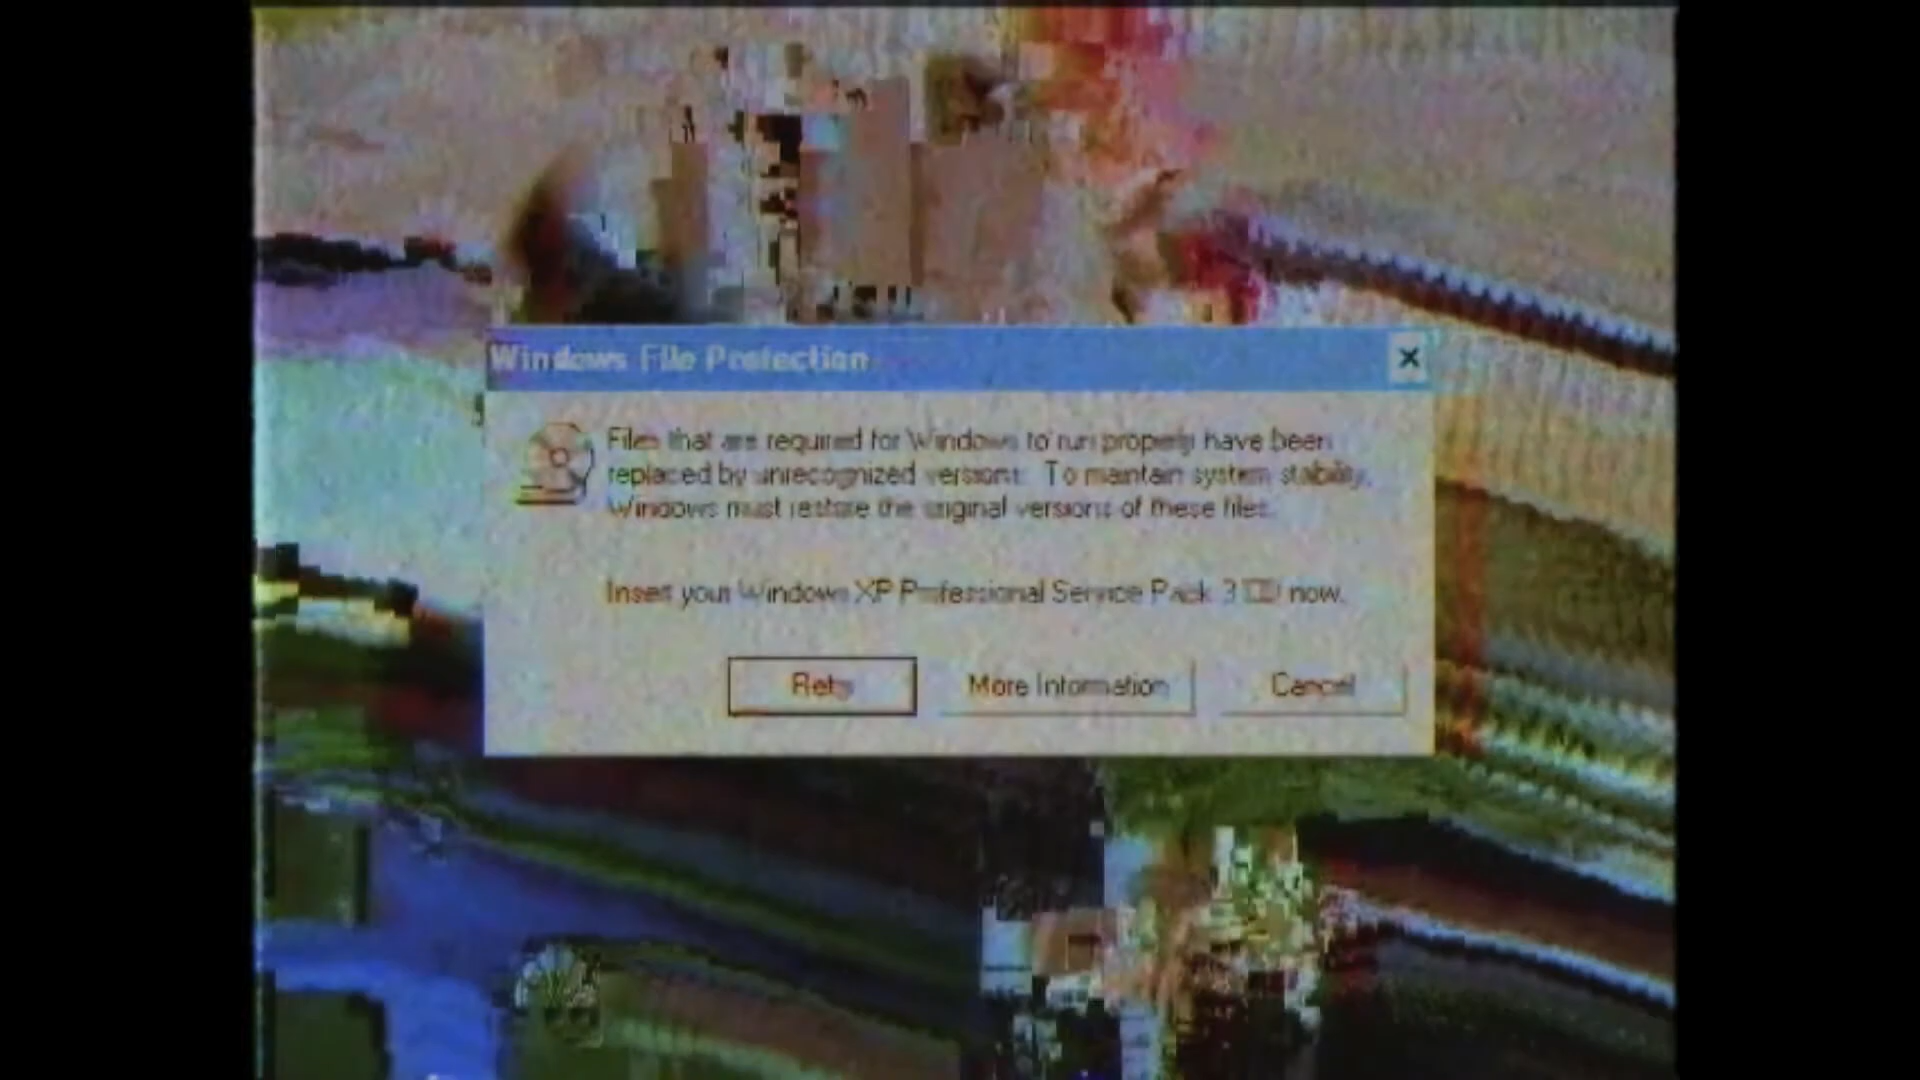 Windows File Protection
Files that are required for Windows to run properly have been
replaced by unrecognized versions. To maintain system stability,
Windows must restore the original versions of these files.
Insert your Windows XP Professional Service Pack 3 CD now.
Retry
More Information
Cancel